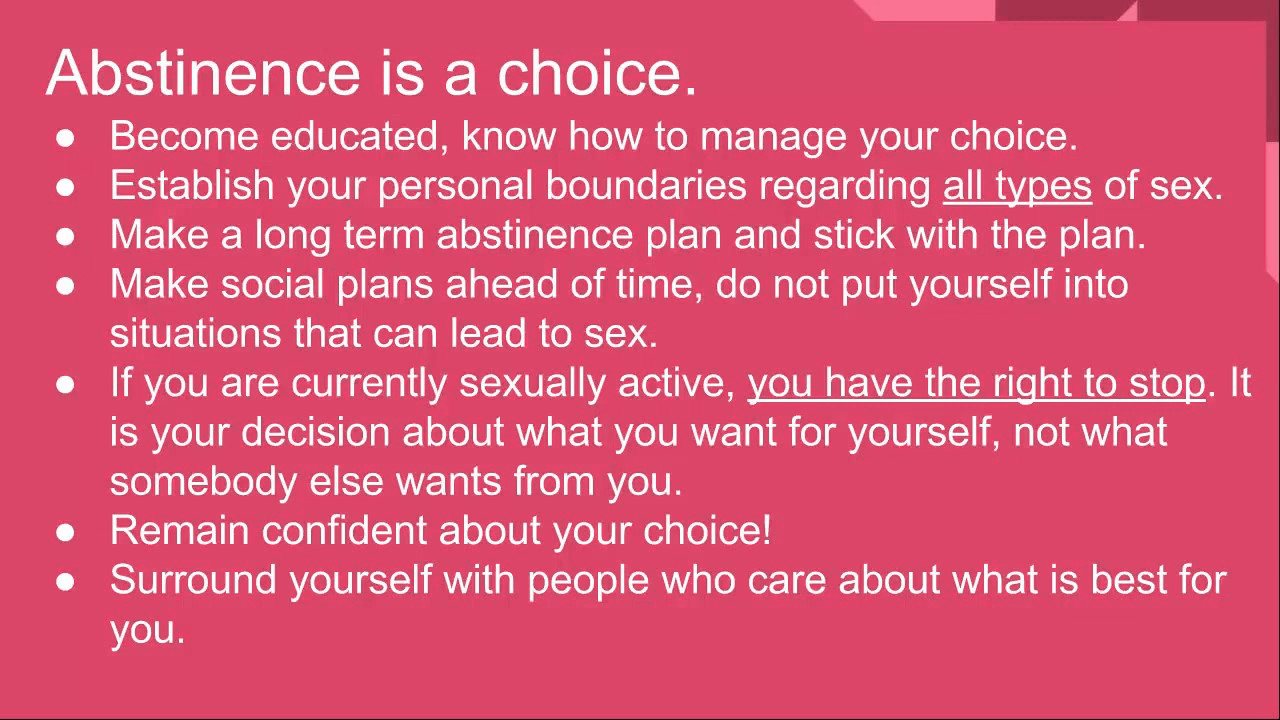 Abstinence is a choice.
● Become educated, know how to manage your choice.
● Establish your personal boundaries regarding all types of sex.
● Make a long term abstinence plan and stick with the plan.
● Make social plans ahead of time, do not put yourself into
situations that can lead to sex.
● If you are currently sexually active, you have the right to stop. It
is your decision about what you want for yourself, not what
somebody else wants from you.
● Remain confident about your choice!
● Surround yourself with people who care about what is best for
you.